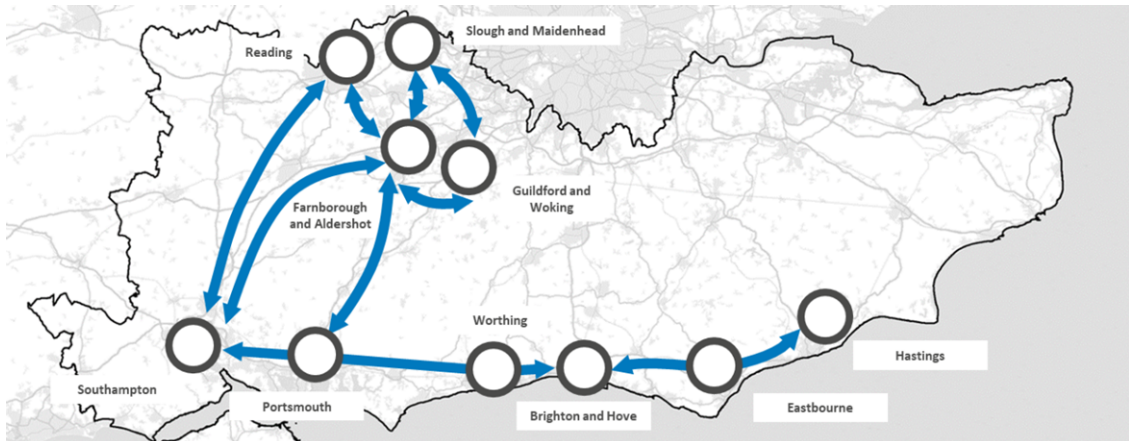 Slough and Maidenhead
Reading
Guildford and
Woking
Farnborough
and Aldershot
Worthing
Hastings
Southampton
Portsmouth
Brighton and Hove
Eastbourne